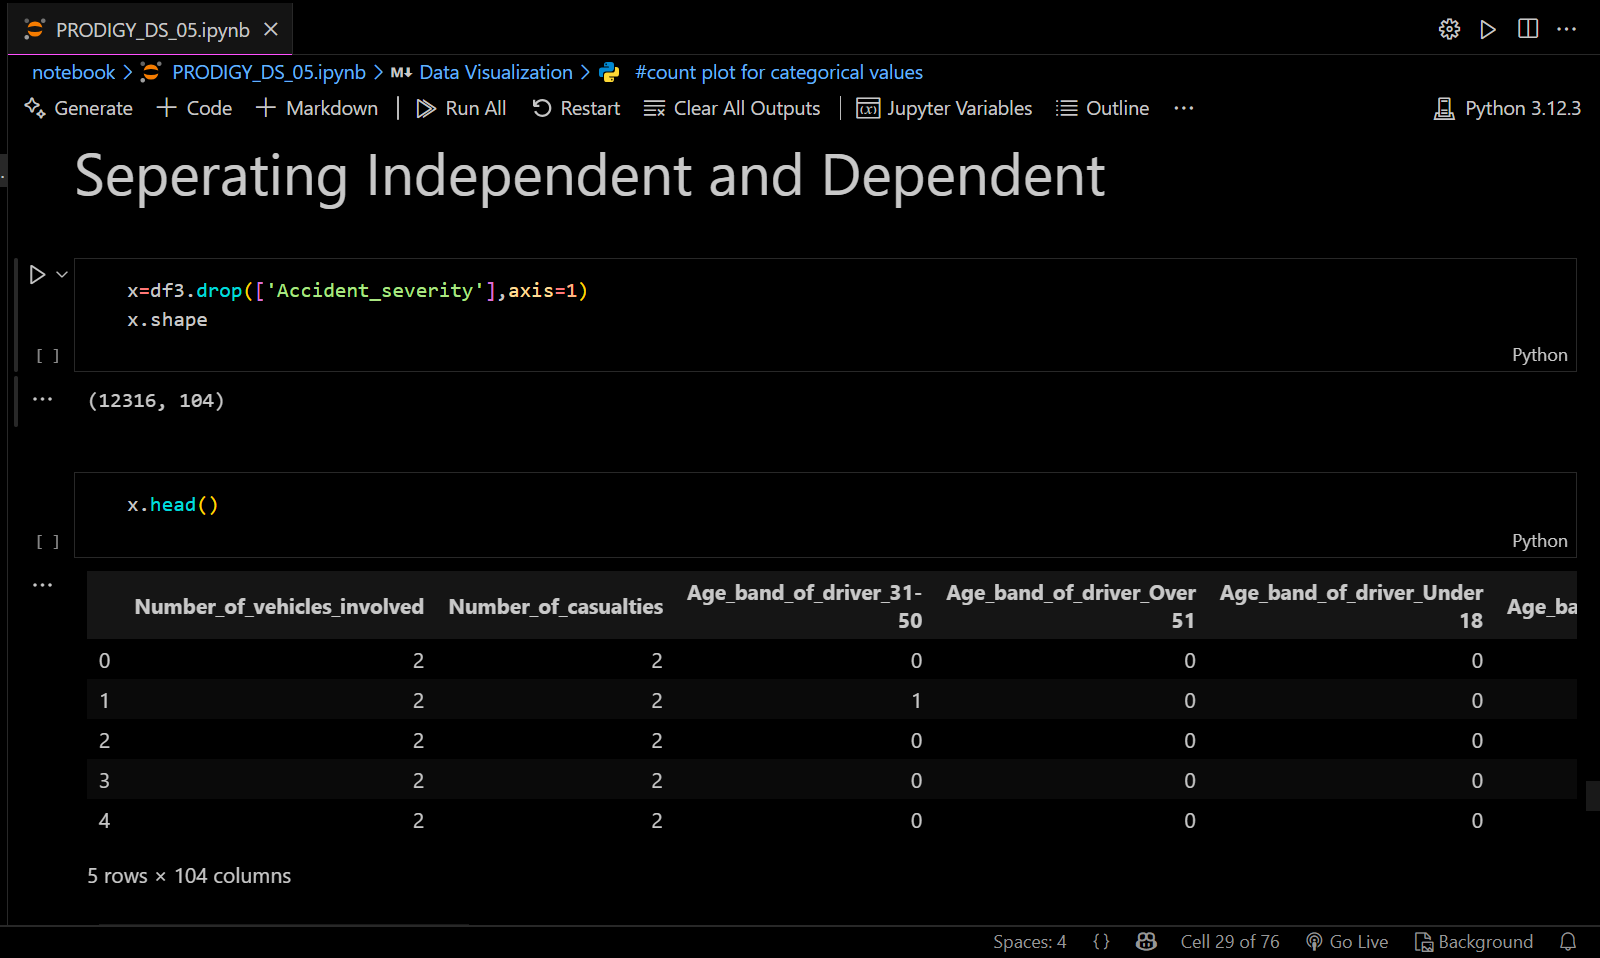 PRODIGY_DS_05.ipynb
notebook > PRODIGY_DS_05.ipynb > M↓ Data Visualization > #count plot for categorical values
Generate + Code + Markdown | Run All Restart Clear All Outputs | Jupyter Variables Outline ··· Python 3.12.3
Seperating Independent and Dependent
x=df3.drop(['Accident_severity'],axis=1)
x.shape
[ ]
Python
··· (12316, 104)
x.head()
[ ]
Python
···
Number_of_vehicles_involved Number_of_casualties Age_band_of_driver_31-50 Age_band_of_driver_Over 51 Age_band_of_driver_Under 18 Age_ba
0 2 2 0 0 0
1 2 2 1 0 0
2 2 2 0 0 0
3 2 2 0 0 0
4 2 2 0 0 0
5 rows × 104 columns
Spaces: 4 {} Cell 29 of 76 Go Live Background